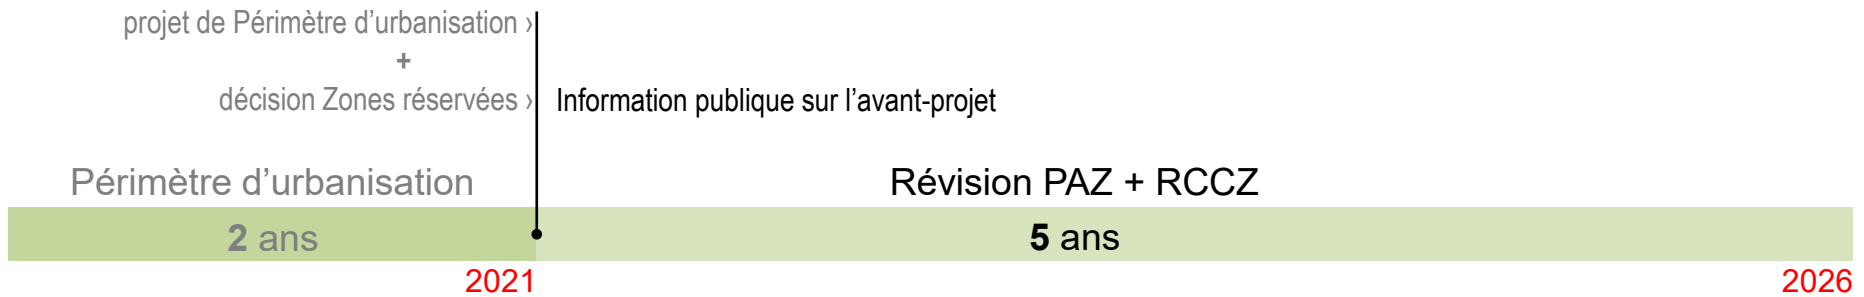 projet de Périmètre d’urbanisation ›
+
décision Zones réservées ›
Information publique sur l’avant-projet
Périmètre d’urbanisation
Révision PAZ + RCCZ
2 ans
5 ans
2021
2026